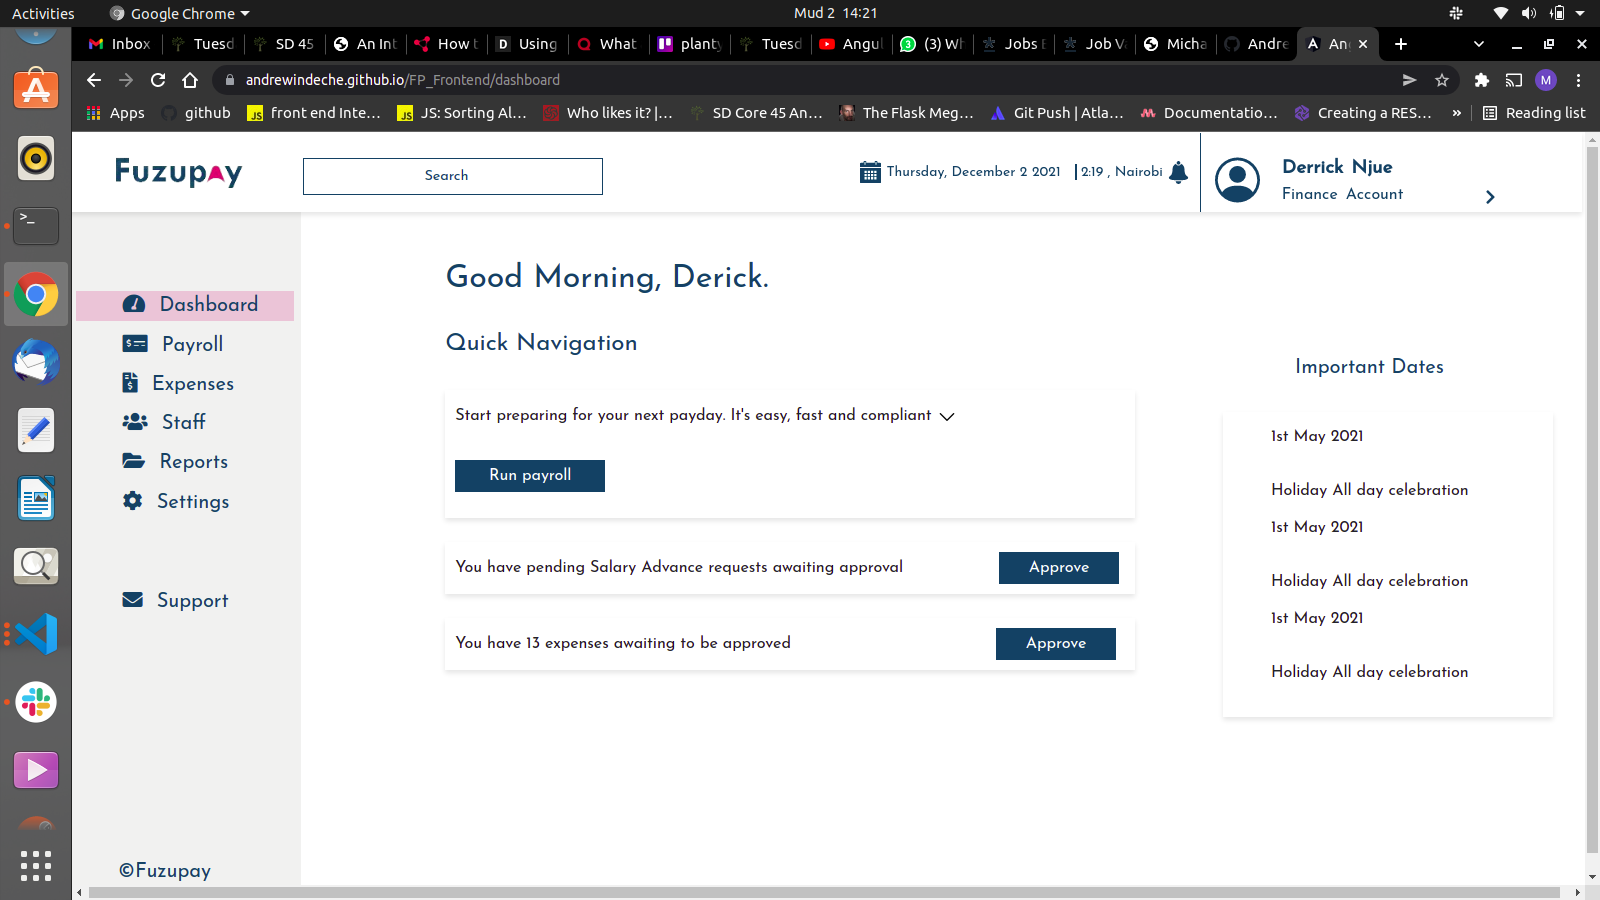 Activities
Google Chrome
Mud 2 14:21
Inbox
Tuesd
SD 45
An Int
How t
Using
What
planty
Tuesd
Angul
(3) Wh
Jobs E
Job Va
Micha
Andre
An
andrewindeche.github.io/FP_Frontend/dashboard
M
Apps
github
front end Inte...
JS: Sorting Al...
Who likes it? |...
SD Core 45 An...
The Flask Meg...
Git Push | Atla...
Documentatio...
Creating a RES...
»
Reading list
Fuzupay
Search
Thursday, December 2 2021
2:19 , Nairobi
Derrick Njue
Finance Account
Dashboard
Payroll
Expenses
Staff
Reports
Settings
Support
©Fuzupay
Good Morning, Derick.
Quick Navigation
Start preparing for your next payday. It's easy, fast and compliant
Run payroll
You have pending Salary Advance requests awaiting approval
Approve
You have 13 expenses awaiting to be approved
Approve
Important Dates
1st May 2021
Holiday All day celebration
1st May 2021
Holiday All day celebration
1st May 2021
Holiday All day celebration